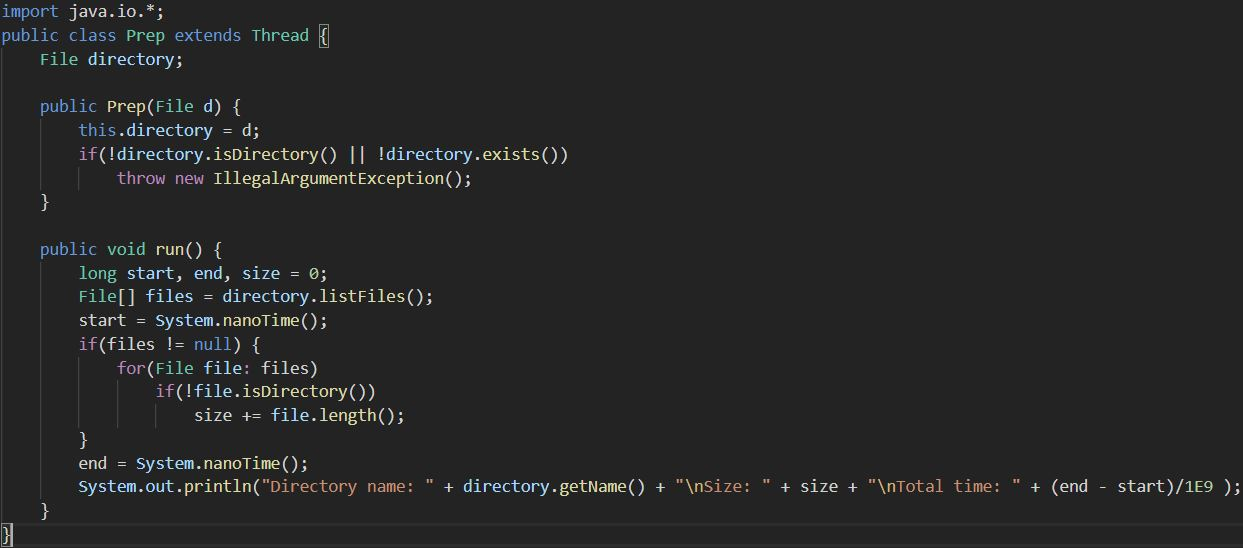 import java.io.*;
public class Prep extends Thread {
    File directory;

    public Prep(File d) {
        this.directory = d;
        if(!directory.isDirectory() || !directory.exists())
            throw new IllegalArgumentException();
    }

    public void run() {
        long start, end, size = 0;
        File[] files = directory.listFiles();
        start = System.nanoTime();
        if(files != null) {
            for(File file: files)
                if(!file.isDirectory())
                    size += file.length();
        }
        end = System.nanoTime();
        System.out.println("Directory name: " + directory.getName() + "\nSize: " + size + "\nTotal time: " + (end - start)/1E9 );
    }
}